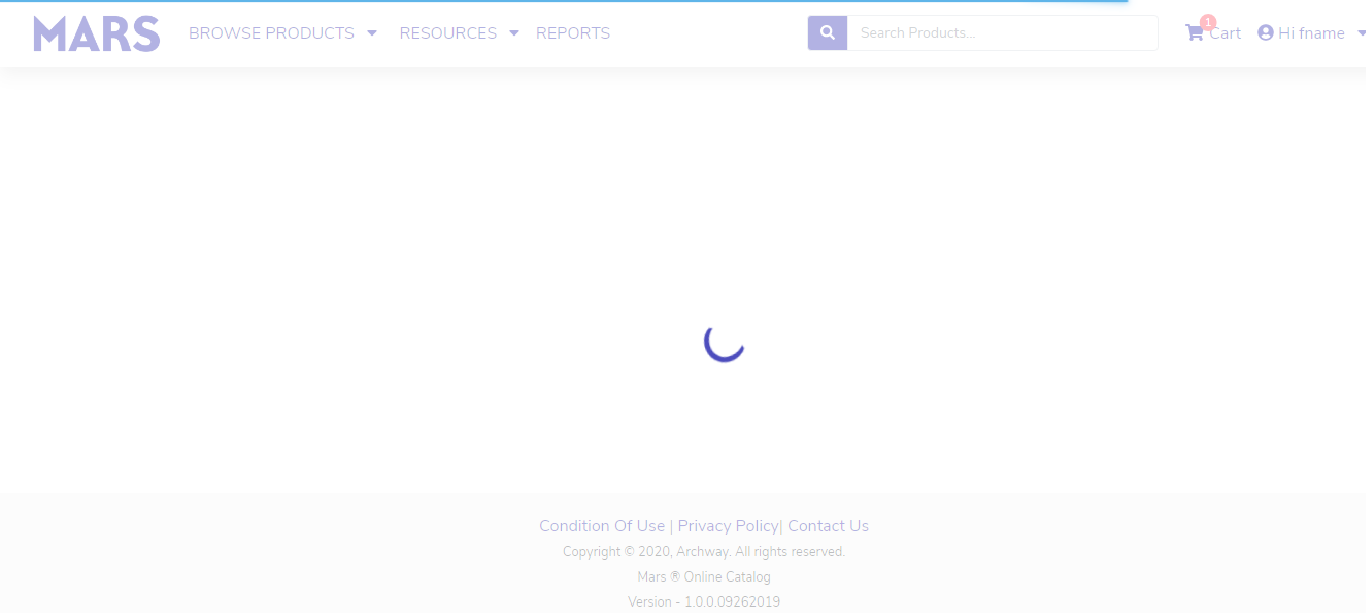 MARS BROWSE PRODUCTS RESOURCES REPORTS Search Products... 1 Cart Hi fname
Condition Of Use | Privacy Policy| Contact Us
Copyright © 2020, Archway. All rights reserved.
Mars ® Online Catalog
Version - 1.0.0.09262019